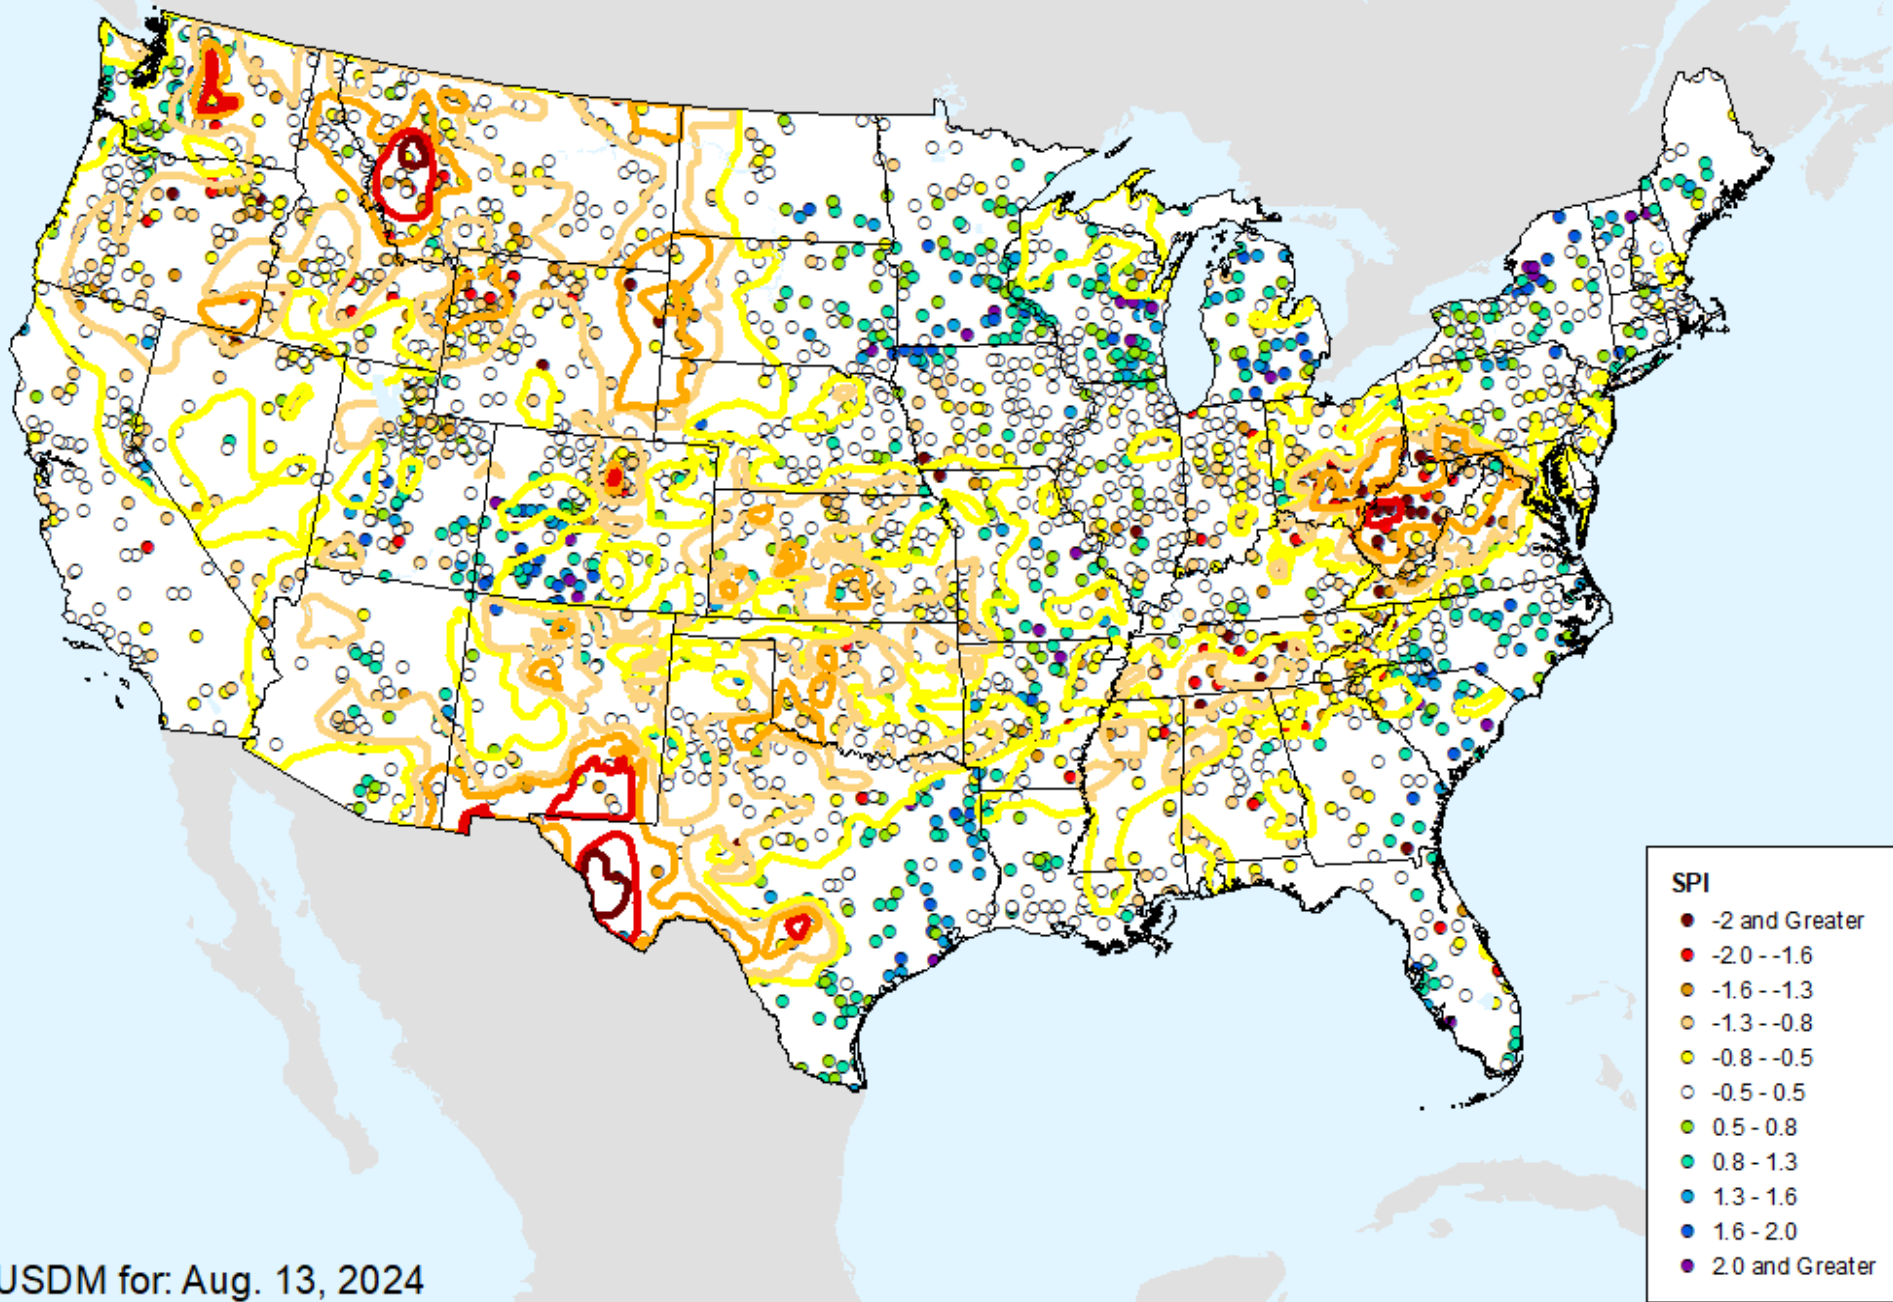 SPI
-2 and Greater
-2.0 - -1.6
-1.6 - -1.3
-1.3 - -0.8
-0.8 - -0.5
-0.5 - 0.5
0.5 - 0.8
0.8 - 1.3
1.3 - 1.6
1.6 - 2.0
2.0 and Greater
USDM for: Aug. 13, 2024